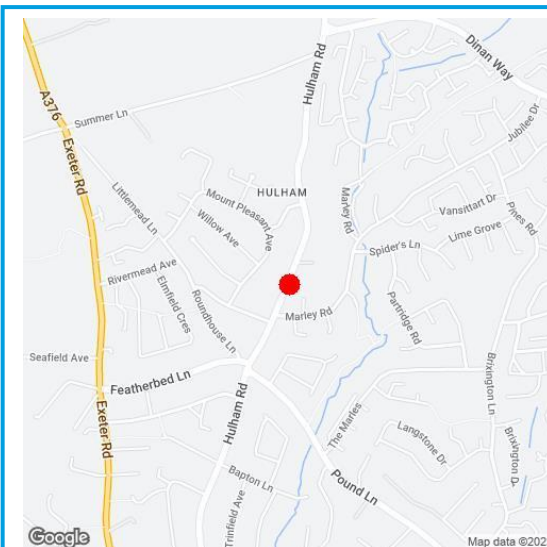 Hulham Rd
Dinan Way
A376
Exeter Rd
Summer Ln
Jubilee Dr
Littlemead Ln
HULHAM
Mount Pleasant Ave
Willow Ave
Marley Rd
Vansittart Dr
Pines Rd
Lime Grove
Spider's Ln
Rivermead Ave
Elmfield Cres
Roundhouse Ln
Marley Rd
Partridge Rd
Seafield Ave
Featherbed Ln
Brixington Ln
Exeter Rd
Hulham Rd
The Marles
Langstone Dr
Brixington D
Bapton Ln
Pound Ln
Trinfield Ave
Google
Map data ©202